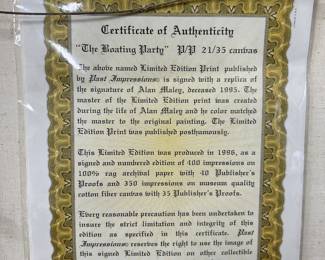 Certificate of Authenticity
"The Boating Party" P/P 21/35 canvas
The above named Limited Edition Print published
by Past Impressions® is signed with a replica of
the signature of Alan Maley, deceased 1995. The
master of the Limited Edition print was created
during the life of Alan Maley and he color matched
the master to the original painting. The Limited
Edition Print was published posthumously.
This Limited Edition was produced in 1996, as a
signed and numbered edition of 400 impressions on
100% rag archival paper with 40 Publisher's
Proofs and 350 impressions on museum quality
cotton fiber canvas with 35 Publisher's Proofs.
Every reasonable precaution has been undertaken to
insure the strict limitation and integrity of this
edition as specified in this certificate. Past
Impressions® reserves the right to use the image of
this signed Limited Edition on other collectible